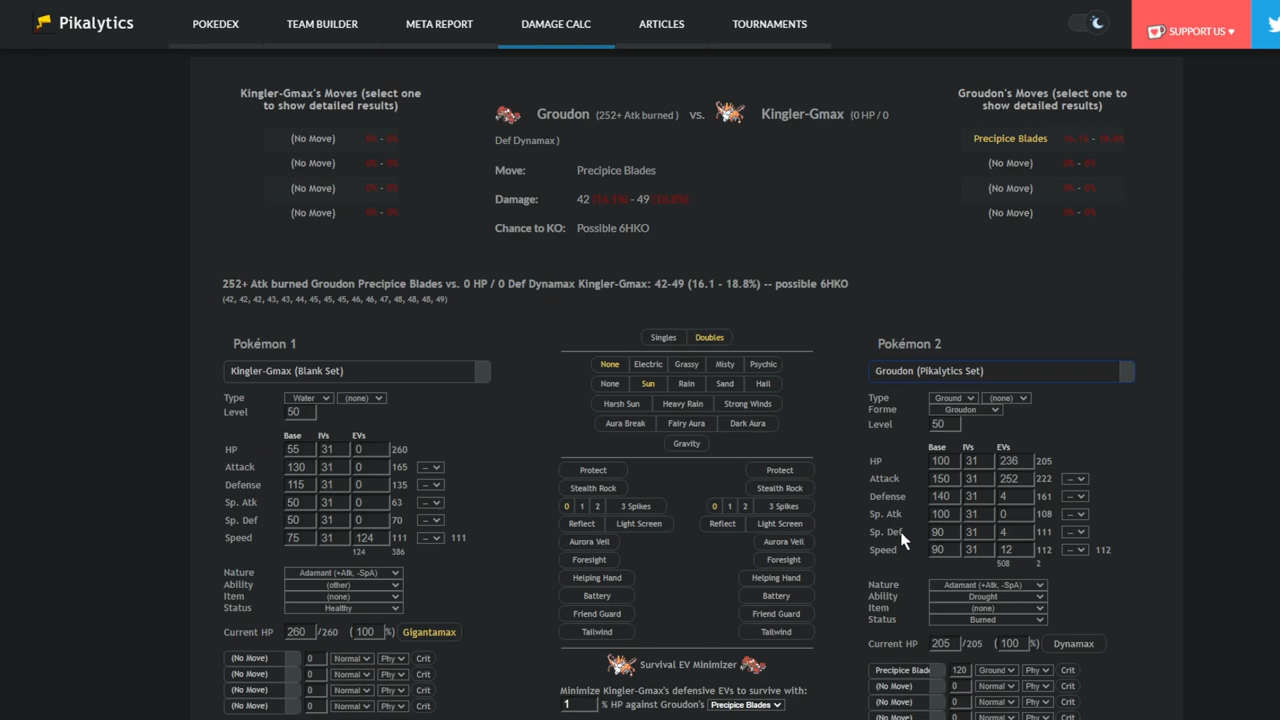 Pikalytics
POKEDEX TEAM BUILDER META REPORT DAMAGE CALC ARTICLES TOURNAMENTS
SUPPORT US ♥
Kingler-Gmax's Moves (select one
to show detailed results)
(No Move) 0% - 0%
(No Move) 0% - 0%
(No Move) 0% - 0%
(No Move) 0% - 0%
Groudon (252+ Atk burned ) vs. Kingler-Gmax (0 HP / 0
Def Dynamax )
Move: Precipice Blades
Damage: 42 (16.1%) - 49 (18.8%)
Chance to KO: Possible 6HKO
Groudon's Moves (select one to
show detailed results)
Precipice Blades 16.1% - 18.8%
(No Move) 0% - 0%
(No Move) 0% - 0%
(No Move) 0% - 0%
252+ Atk burned Groudon Precipice Blades vs. 0 HP / 0 Def Dynamax Kingler-Gmax: 42-49 (16.1 - 18.8%) -- possible 6HKO
(42, 42, 42, 43, 43, 44, 45, 45, 45, 46, 46, 47, 48, 48, 48, 49)
Pokémon 1
Kingler-Gmax (Blank Set)
Type Water (none)
Level 50
Base IVs EVs
HP 55 31 0 260
Attack 130 31 0 165 --
Defense 115 31 0 135 --
Sp. Atk 50 31 0 63 --
Sp. Def 50 31 0 70 --
Speed 75 31 124 111 -- 111
124 386
Nature Adamant (+Atk, -SpA)
Ability (other)
Item (none)
Status Healthy
Current HP 260 /260 (100 %) Gigantamax
(No Move) 0 Normal Phy Crit
(No Move) 0 Normal Phy Crit
(No Move) 0 Normal Phy Crit
(No Move) 0 Normal Phy Crit
Singles Doubles
None Electric Grassy Misty Psychic
None Sun Rain Sand Hail
Harsh Sun Heavy Rain Strong Winds
Aura Break Fairy Aura Dark Aura
Gravity
Protect Protect
Stealth Rock Stealth Rock
0 1 2 3 Spikes 0 1 2 3 Spikes
Reflect Light Screen Reflect Light Screen
Aurora Veil Aurora Veil
Foresight Foresight
Helping Hand Helping Hand
Battery Battery
Friend Guard Friend Guard
Tailwind Tailwind
Survival EV Minimizer
Minimize Kingler-Gmax's defensive EVs to survive with:
1 % HP against Groudon's Precipice Blades
Pokémon 2
Groudon (Pikalytics Set)
Type Ground (none)
Forme Groudon
Level 50
Base IVs EVs
HP 100 31 236 205
Attack 150 31 252 222 --
Defense 140 31 4 161 --
Sp. Atk 100 31 0 108 --
Sp. Def 90 31 4 111 --
Speed 90 31 12 112 -- 112
508 2
Nature Adamant (+Atk, -SpA)
Ability Drought
Item (none)
Status Burned
Current HP 205 /205 (100 %) Dynamax
Precipice Blade 120 Ground Phy Crit
(No Move) 0 Normal Phy Crit
(No Move) 0 Normal Phy Crit
(No Move) 0 Normal Phy Crit